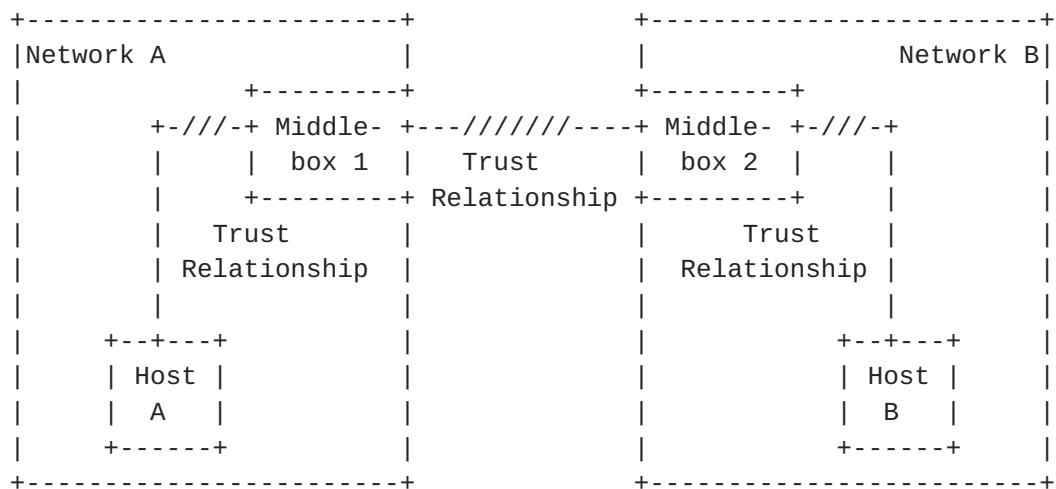 Network A Network B
Middle- Middle-
box 1 Trust box 2
Relationship
Trust Trust
Relationship Relationship
Host Host
A B